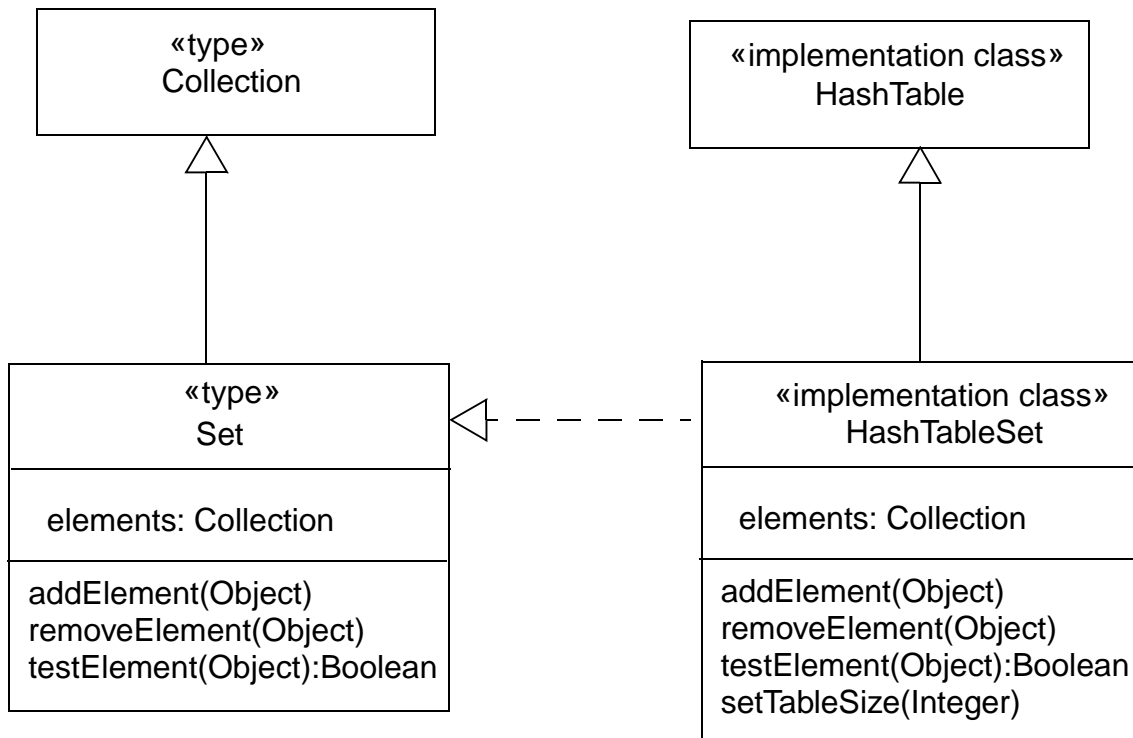 «type»
Collection
«implementation class»
HashTable
«type»
Set
elements: Collection
addElement(Object)
removeElement(Object)
testElement(Object):Boolean
«implementation class»
HashTableSet
elements: Collection
addElement(Object)
removeElement(Object)
testElement(Object):Boolean
setTableSize(Integer)